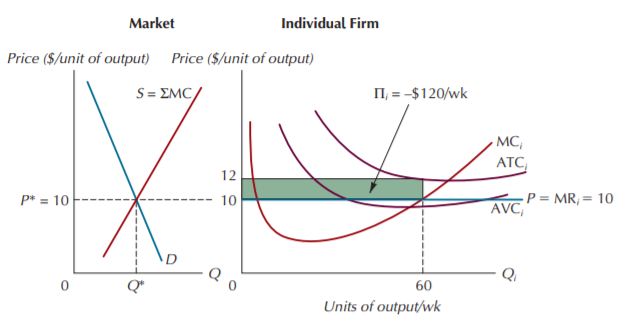 Market
Individual Firm
Price ($/unit of output)
Price ($/unit of output)
S = ΣMC
D
P* = 10
0
Q*
Q
Πᵢ = –$120/wk
MCᵢ
ATCᵢ
AVCᵢ
P = MRᵢ = 10
12
10
0
60
Qᵢ
Units of output/wk